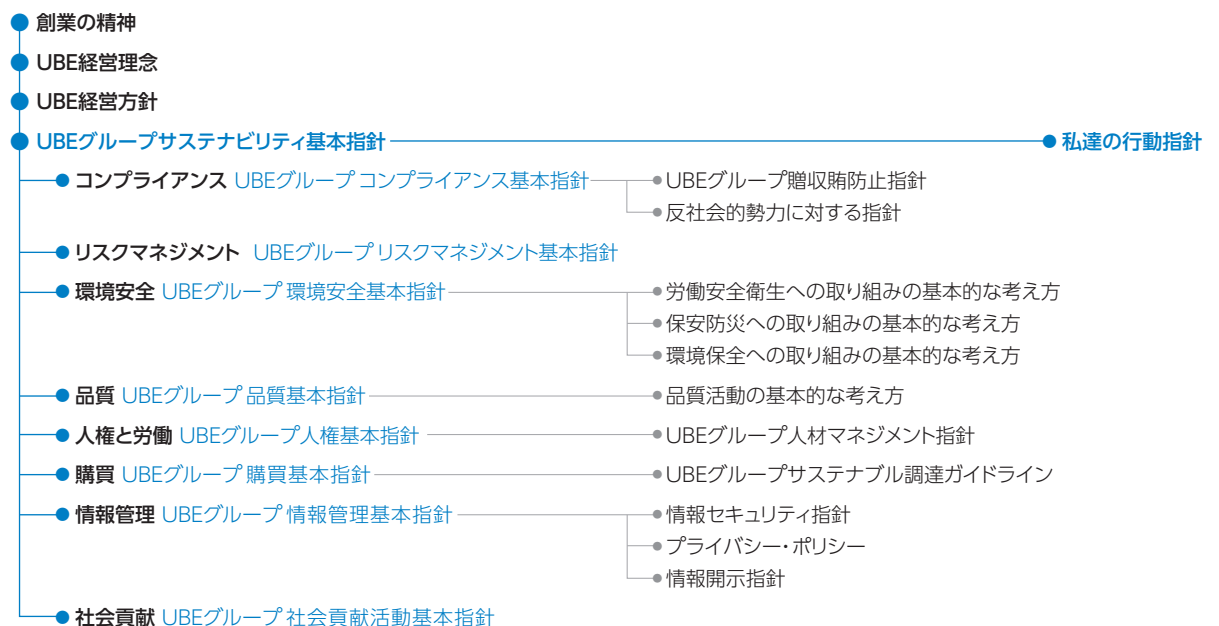 創業の精神
UBE経営理念
UBE経営方針
UBEグループサステナビリティ基本指針 私達の行動指針
コンプライアンス UBEグループ コンプライアンス基本指針 UBEグループ贈収賄防止指針
反社会的勢力に対する指針
リスクマネジメント UBEグループ リスクマネジメント基本指針
環境安全 UBEグループ 環境安全基本指針 労働安全衛生への取り組みの基本的な考え方
保安防災への取り組みの基本的な考え方
環境保全への取り組みの基本的な考え方
品質 UBEグループ 品質基本指針 品質活動の基本的な考え方
人権と労働 UBEグループ人権基本指針 UBEグループ人材マネジメント指針
購買 UBEグループ 購買基本指針 UBEグループサステナブル調達ガイドライン
情報管理 UBEグループ 情報管理基本指針 情報セキュリティ指針
プライバシー・ポリシー
情報開示指針
社会貢献 UBEグループ 社会貢献活動基本指針